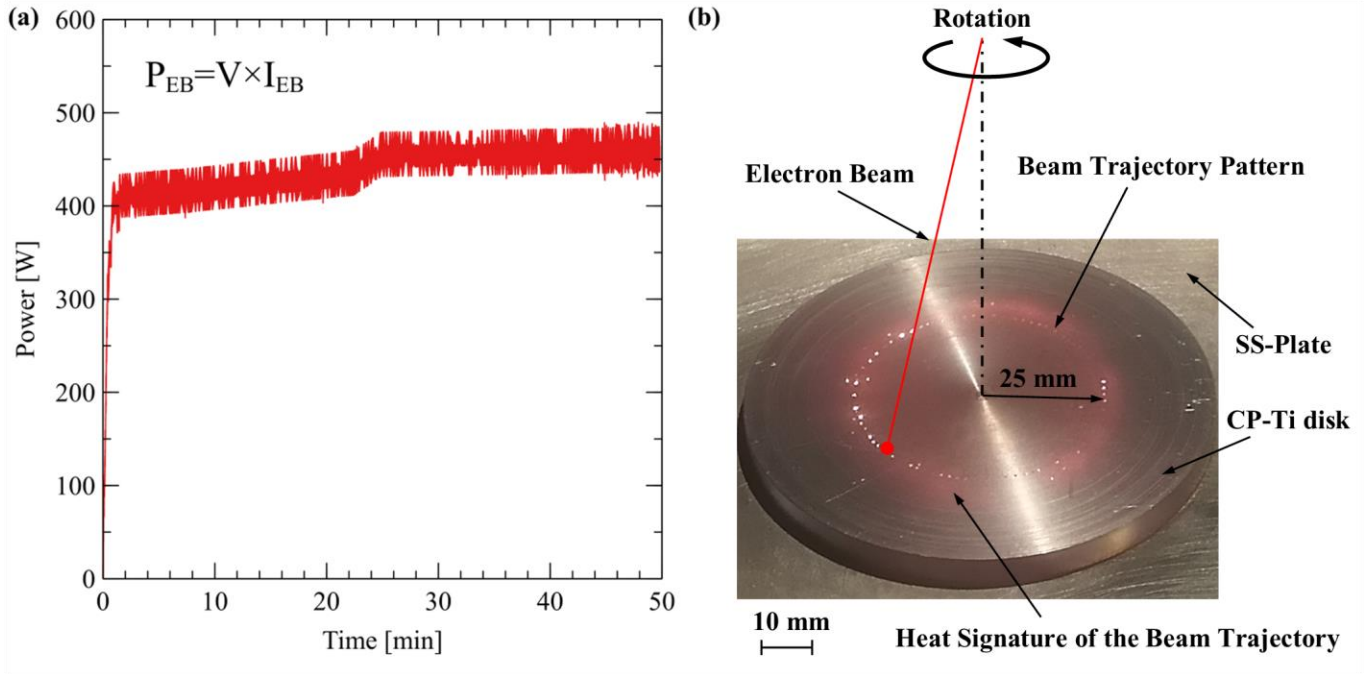 (a)
P_EB=V×I_EB
600
500
400
300
200
100
0
Power [W]
0 10 20 30 40 50
Time [min]
(b)
Rotation
Electron Beam
Beam Trajectory Pattern
SS-Plate
25 mm
CP-Ti disk
10 mm
Heat Signature of the Beam Trajectory